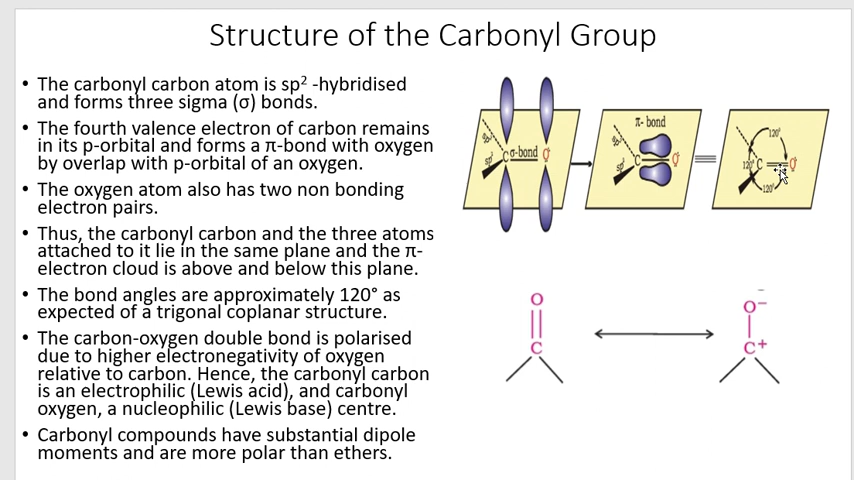 Structure of the Carbonyl Group
• The carbonyl carbon atom is sp² -hybridised
and forms three sigma (σ) bonds.
• The fourth valence electron of carbon remains
in its p-orbital and forms a π-bond with oxygen
by overlap with p-orbital of an oxygen.
• The oxygen atom also has two non bonding
electron pairs.
• Thus, the carbonyl carbon and the three atoms
attached to it lie in the same plane and the π-
electron cloud is above and below this plane.
• The bond angles are approximately 120° as
expected of a trigonal coplanar structure.
• The carbon-oxygen double bond is polarised
due to higher electronegativity of oxygen
relative to carbon. Hence, the carbonyl carbon
is an electrophilic (Lewis acid), and carbonyl
oxygen, a nucleophilic (Lewis base) centre.
• Carbonyl compounds have substantial dipole
moments and are more polar than ethers.
sp²
sp²
C σ-bond O
π- bond
sp²
sp²
C O
120°
120° C O
120°
O
C
O⁻
C⁺